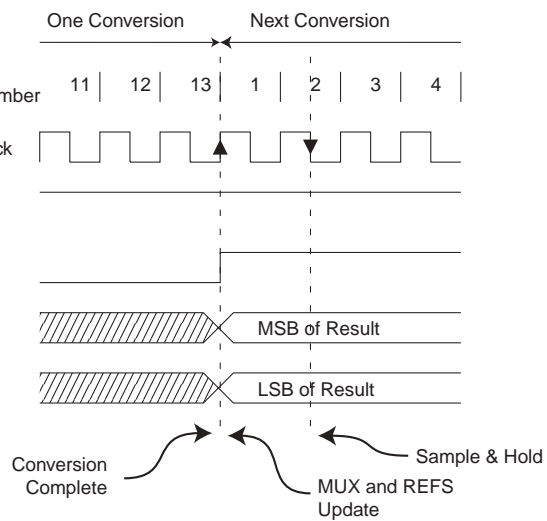 One Conversion Next Conversion
mber 11 12 13 1 2 3 4
ck
MSB of Result
LSB of Result
Sample & Hold
Conversion
Complete
MUX and REFS
Update